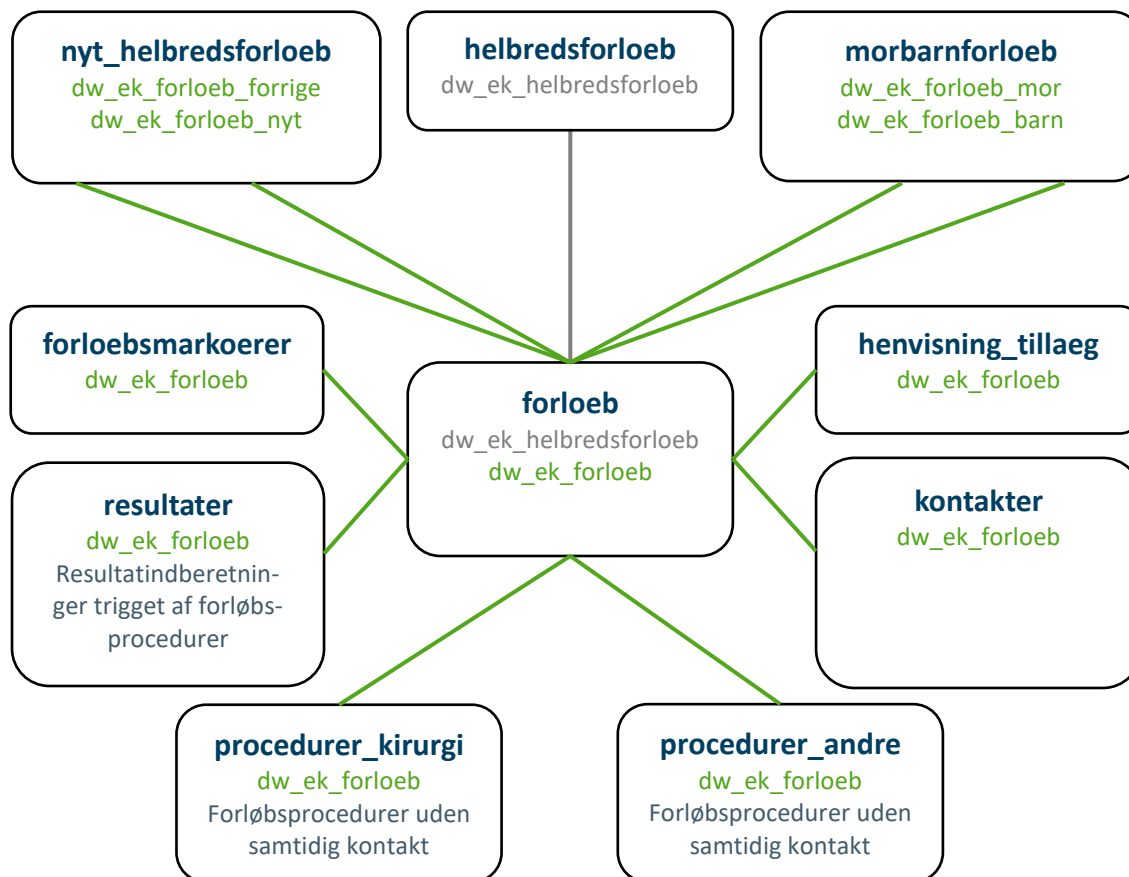 nyt_helbredsforloeb
dw_ek_forloeb_forrige
dw_ek_forloeb_nyt
helbredsforloeb
dw_ek_helbredsforloeb
morbarnforloeb
dw_ek_forloeb_mor
dw_ek_forloeb_barn
forloebsmarkoerer
dw_ek_forloeb
forloeb
dw_ek_helbredsforloeb
dw_ek_forloeb
henvisning_tillaeg
dw_ek_forloeb
resultater
dw_ek_forloeb
Resultatindberetnin-
ger trigget af forløbs-
procedurer
kontakter
dw_ek_forloeb
procedurer_kirurgi
dw_ek_forloeb
Forløbsprocedurer uden
samtidig kontakt
procedurer_andre
dw_ek_forloeb
Forløbsprocedurer uden
samtidig kontakt